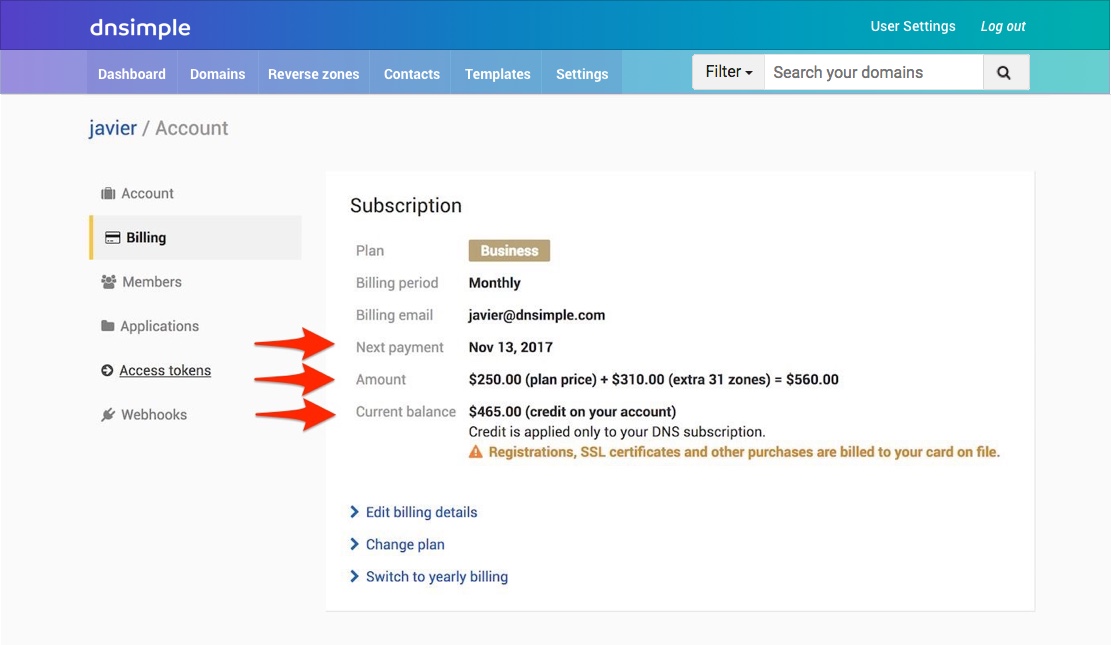 dnsimple
User Settings
Log out
Dashboard
Domains
Reverse zones
Contacts
Templates
Settings
Filter
Search your domains
javier / Account
Account
Billing
Members
Applications
Access tokens
Webhooks
Subscription
Plan Business
Billing period Monthly
Billing email javier@dnsimple.com
Next payment Nov 13, 2017
Amount $250.00 (plan price) + $310.00 (extra 31 zones) = $560.00
Current balance $465.00 (credit on your account)
Credit is applied only to your DNS subscription.
Registrations, SSL certificates and other purchases are billed to your card on file.
Edit billing details
Change plan
Switch to yearly billing